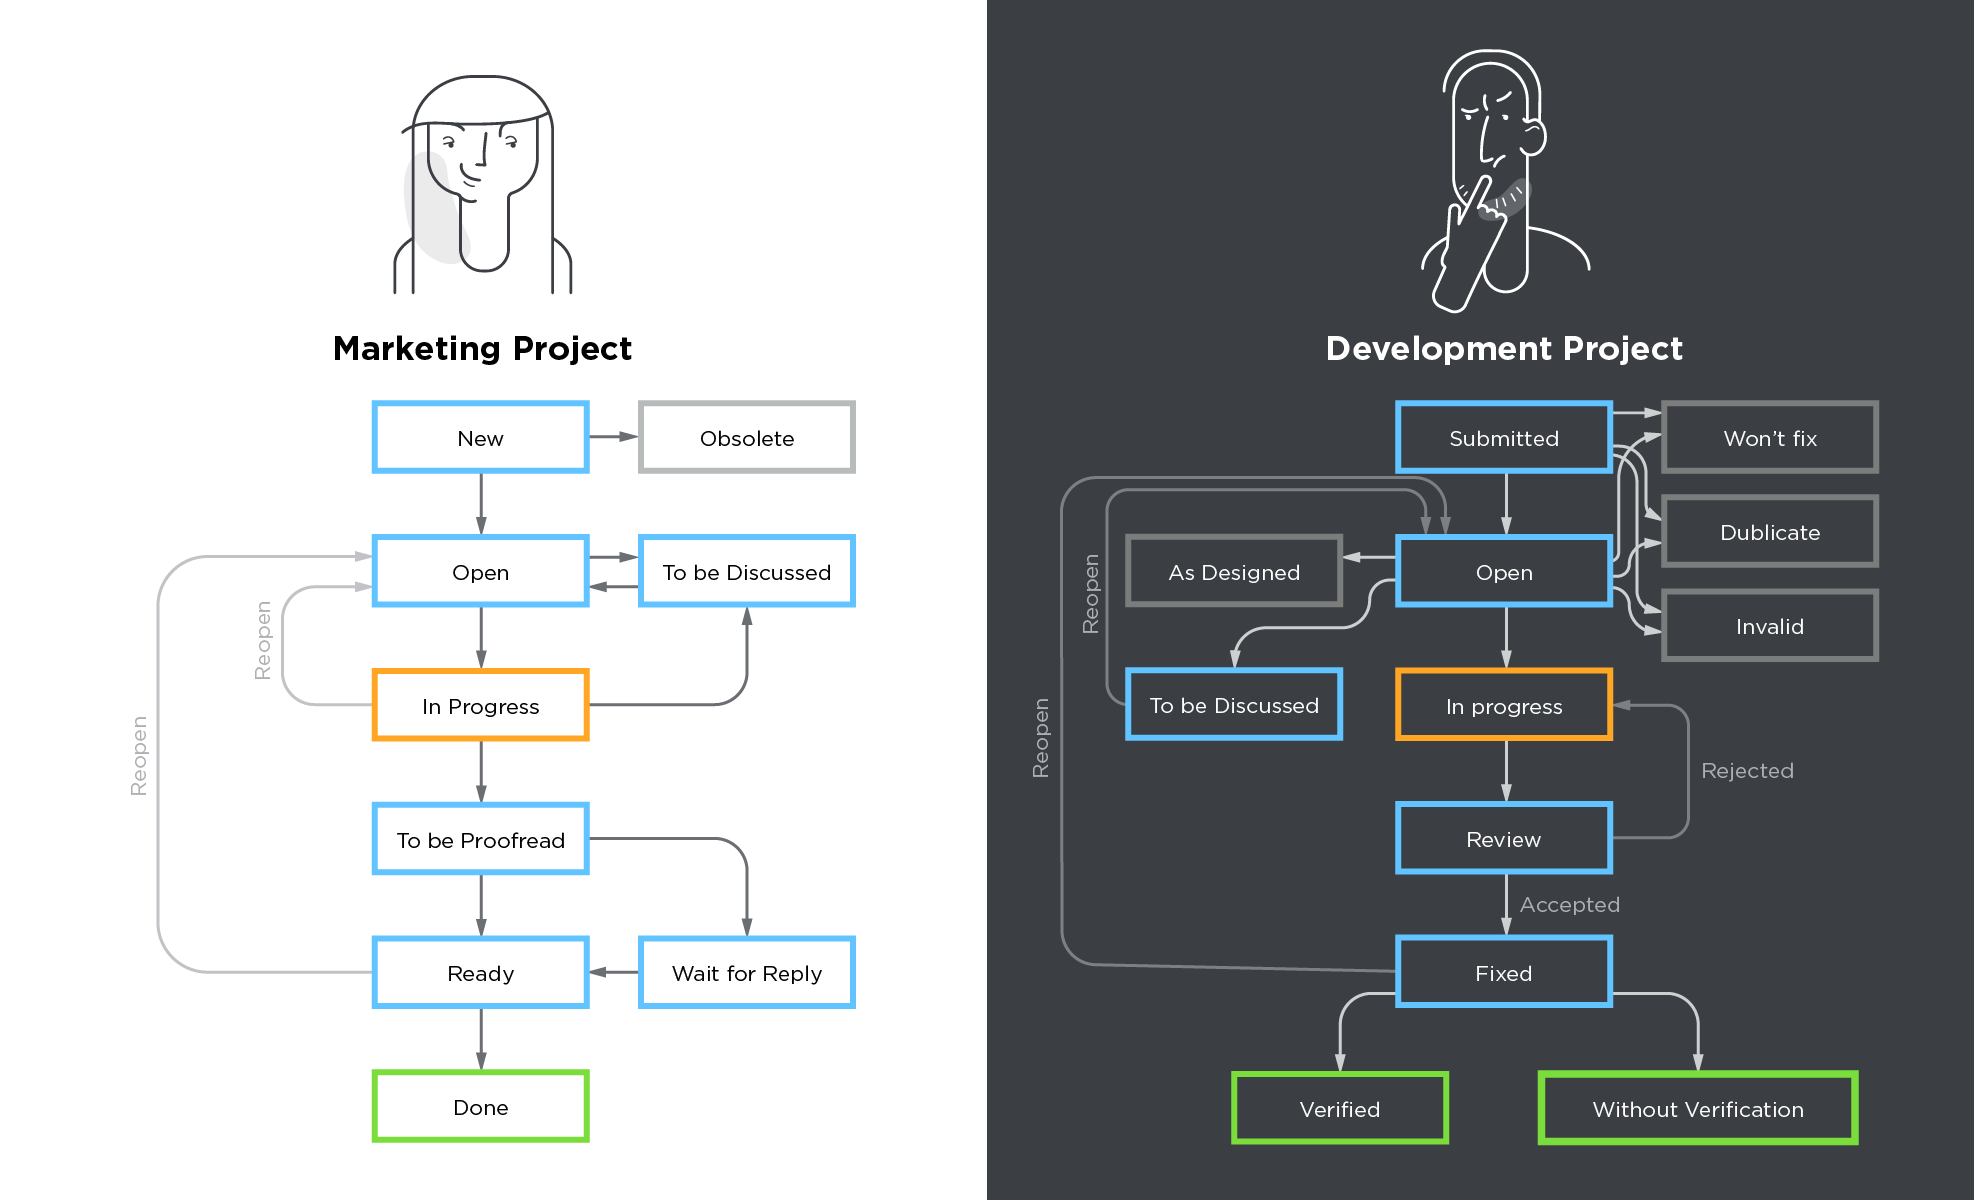 Marketing Project
New
Obsolete
Open
To be Discussed
Reopen
In Progress
Reopen
To be Proofread
Ready
Wait for Reply
Done
Development Project
Submitted
Won't fix
Dublicate
As Designed
Open
Reopen
Invalid
To be Discussed
In progress
Reopen
Rejected
Review
Accepted
Fixed
Verified
Without Verification